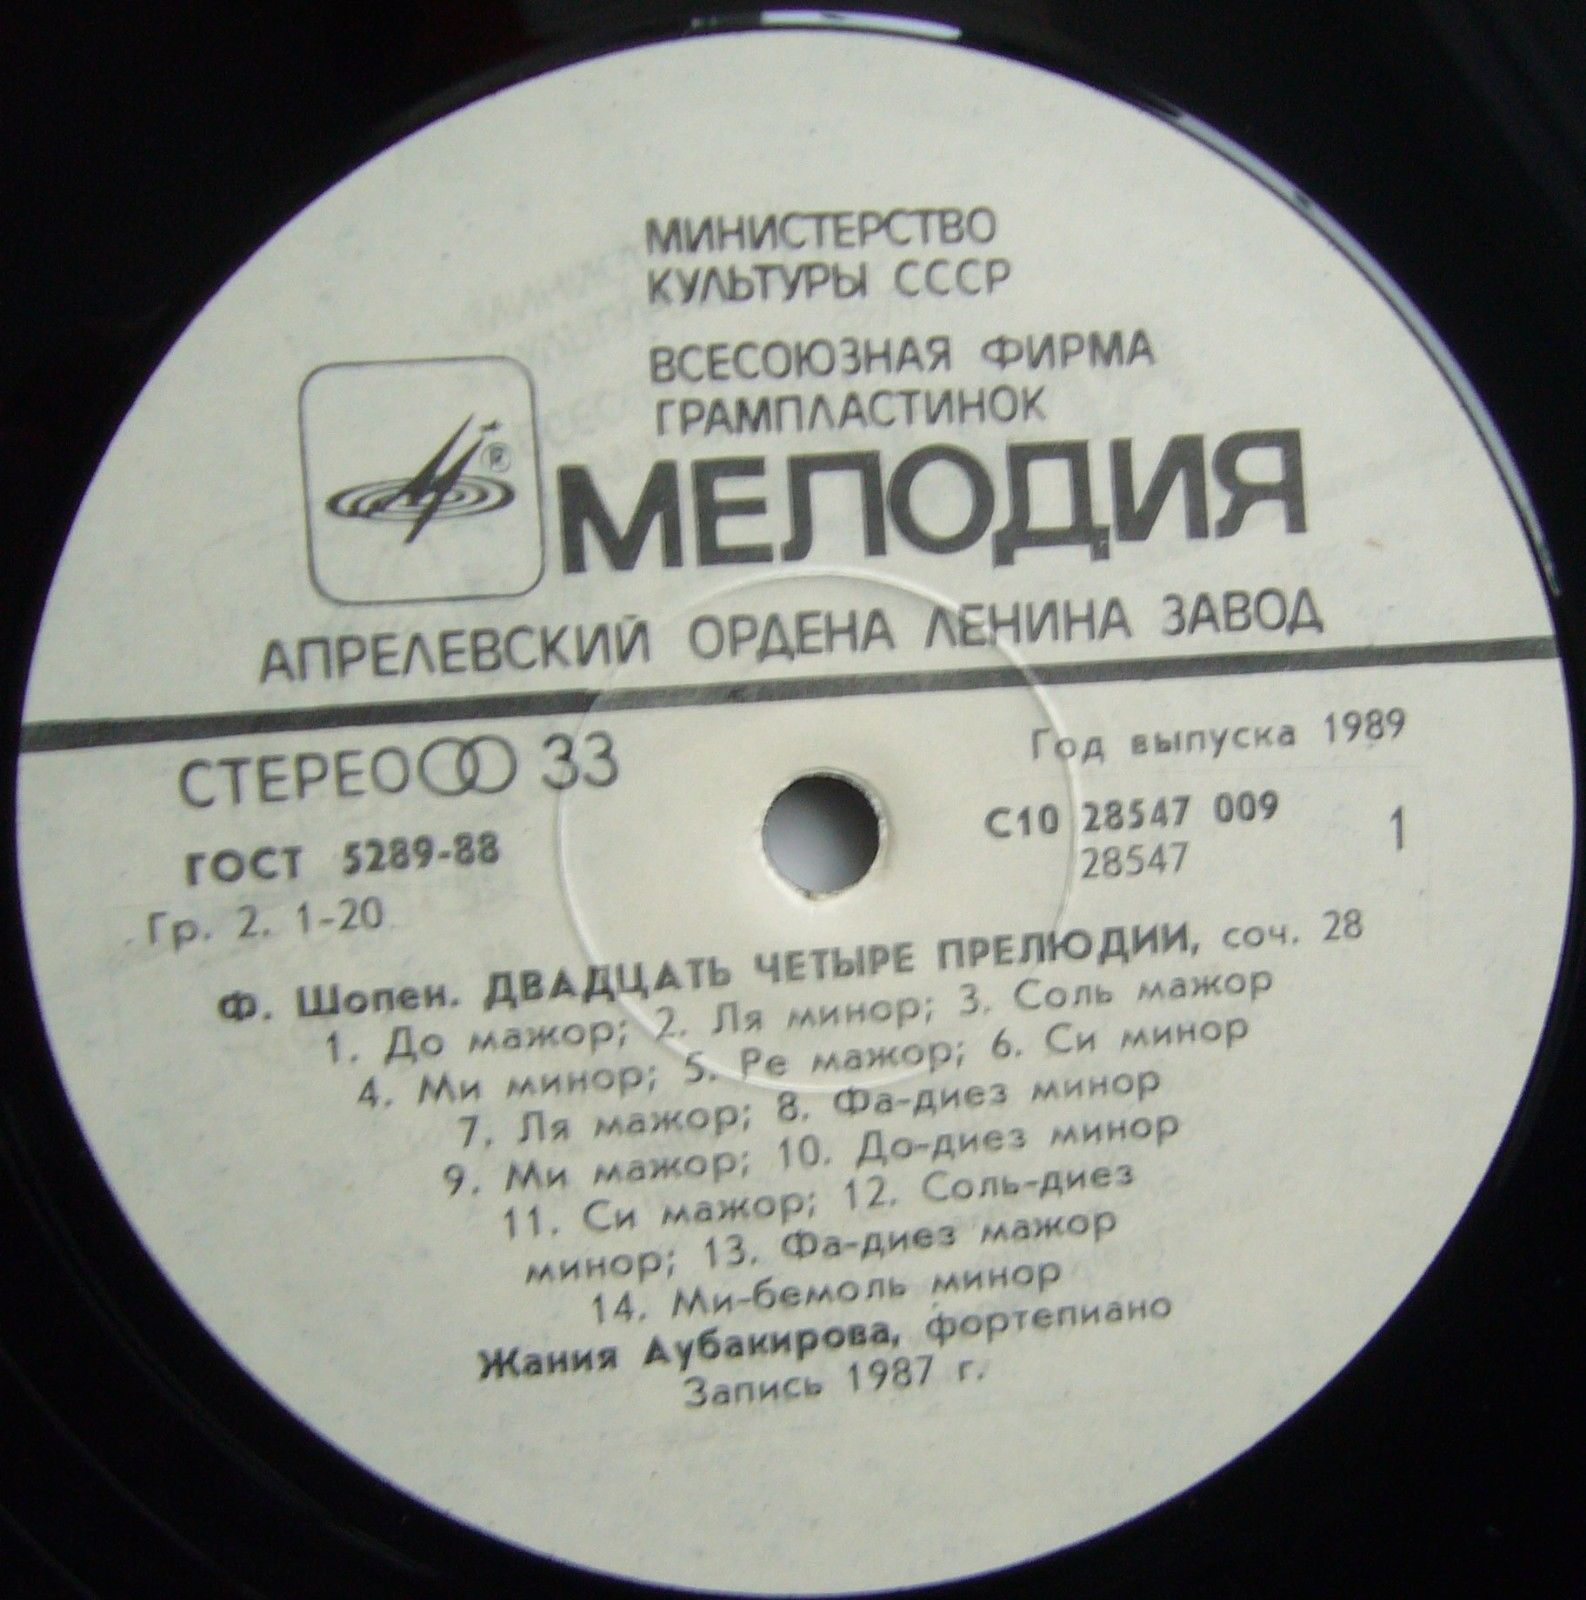 МИНИСТЕРСТВО
КУЛЬТУРЫ СССР
ВСЕСОЮЗНАЯ ФИРМА
ГРАМПЛАСТИНОК
МЕЛОДИЯ
АПРЕЛЕВСКИЙ ОРДЕНА ЛЕНИНА ЗАВОД
СТЕРЕО 33
Год выпуска 1989
ГОСТ 5289-88
С10 28547 009
28547
1
Гр. 2. 1-20
Ф. Шопен. ДВАДЦАТЬ ЧЕТЫРЕ ПРЕЛЮДИИ, соч. 28
1. До мажор; 2. Ля минор; 3. Соль мажор
4. Ми минор; 5. Ре мажор; 6. Си минор
7. Ля мажор; 8. Фа-диез минор
9. Ми мажор; 10. До-диез минор
11. Си мажор; 12. Соль-диез
минор; 13. Фа-диез мажор
14. Ми-бемоль минор
Жания Аубакирова, фортепиано
Запись 1987 г.